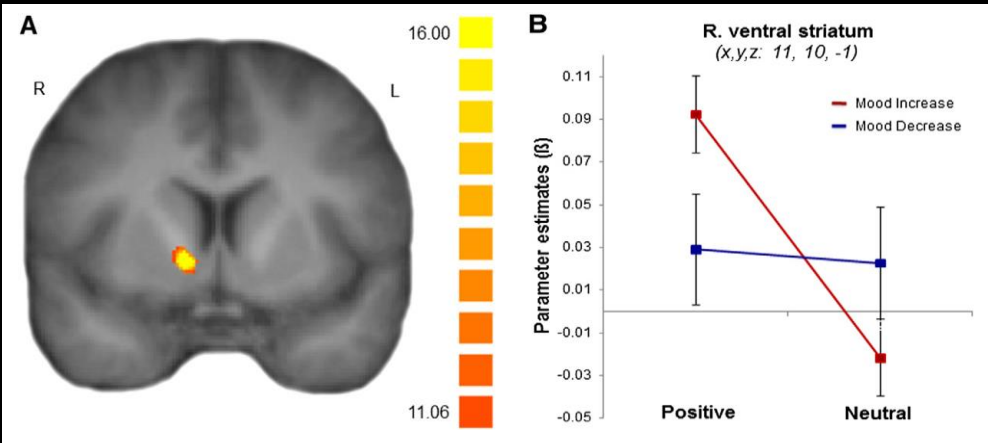 A
R
L
16.00
11.06
B
R. ventral striatum
(x,y,z: 11, 10, -1)
Parameter estimates (ß)
0.11
0.09
0.07
0.05
0.03
0.01
-0.01
-0.03
-0.05
Mood Increase
Mood Decrease
Positive
Neutral